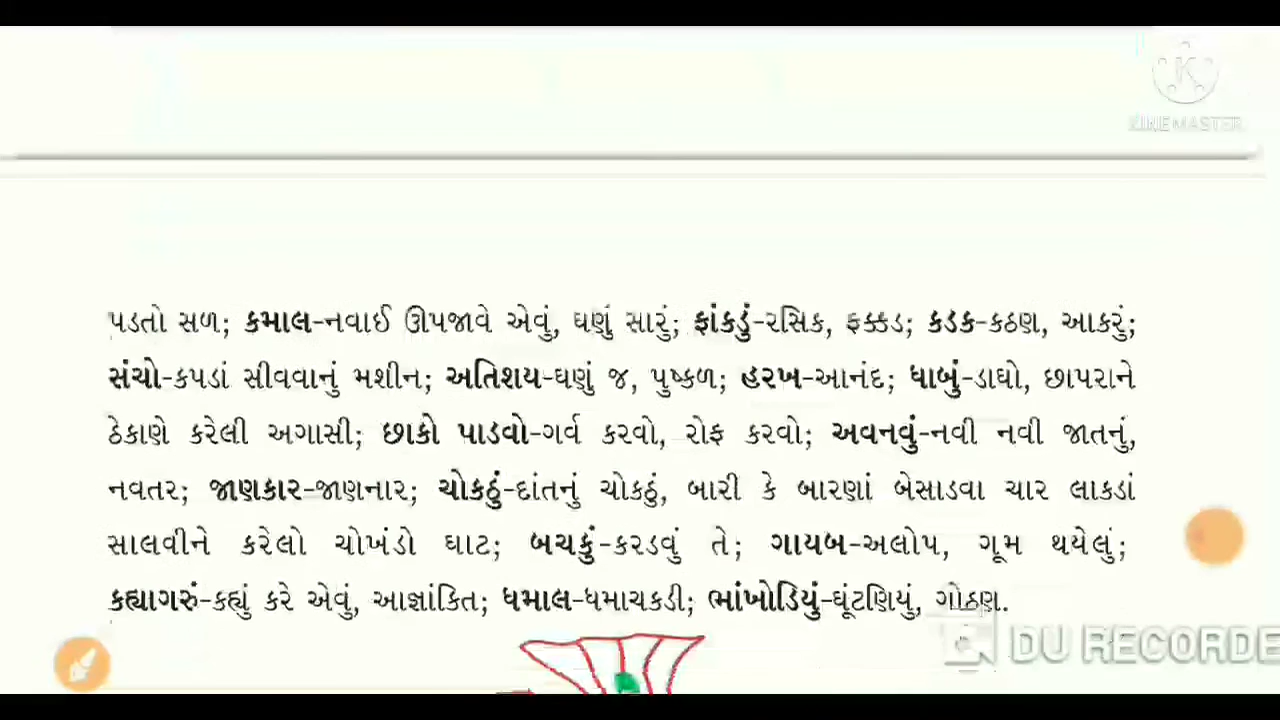 KINEMASTER
પડતો સળ; કમાલ-નવાઈ ઊપજાવે એવું, ઘણું સારું; ફાંકડું-રસિક, ફક્કડ; કડક-કઠણ, આકરું;
સંચો-કપડાં સીવવાનું મશીન; અતિશય-ઘણું જ, પુષ્કળ; હરખ-આનંદ; ધાબું-ડાઘો, છાપરાને
ઠેકાણે કરેલી અગાસી; છાકો પાડવો-ગર્વ કરવો, રોફ કરવો; અવનવું-નવી નવી જાતનું,
નવતર; જાણકાર-જાણનાર; ચોકઠું-દાંતનું ચોકઠું, બારી કે બારણાં બેસાડવા ચાર લાકડાં
સાલવીને કરેલો ચોખંડો ઘાટ; બચકું-કરડવું તે; ગાયબ-અલોપ, ગૂમ થયેલું;
કહ્યાગરું-કહ્યું કરે એવું, આજ્ઞાંકિત; ધમાલ-ધમાચકડી; ભાંખોડિયું-ઘૂંટણિયું, ગોઠણ.
DU RECORDE